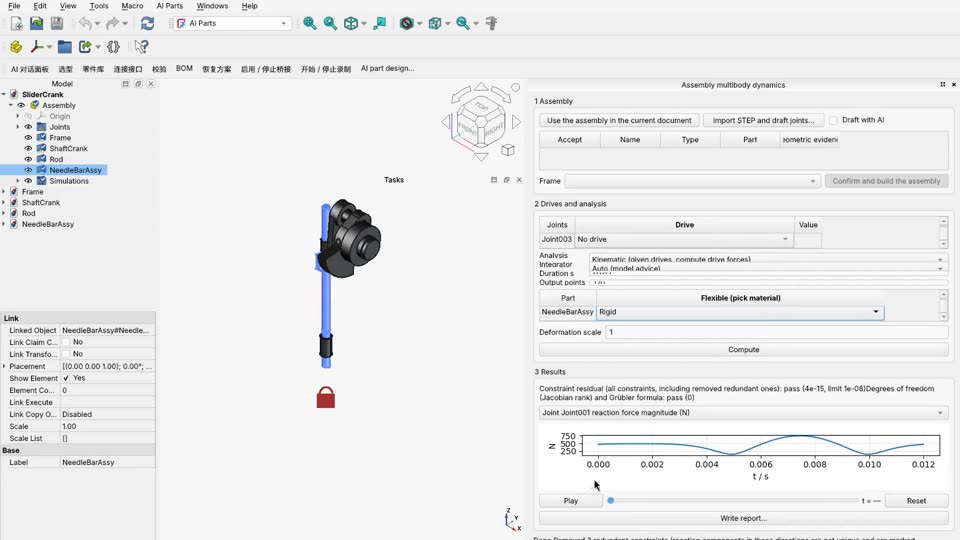 File Edit View Tools Macro AI Parts Windows Help
AI Parts
AI 对话面板 选型 零件库 连接接口 校验 BOM 恢复方案 启用 / 停止桥接 开始 / 停止录制 AI part design...
Model
SliderCrank
Assembly
Origin
Joints
Frame
ShaftCrank
Rod
NeedleBarAssy
Simulations
Frame
ShaftCrank
Rod
NeedleBarAssy
Link
Linked Object NeedleBarAssy#Needle...
Link Claim C... No
Link Transfo... No
Placement [(0.00 0.00 1.00); 0.00°; ...
Show Element Yes
Element Co... 0
Link Execute
Link Copy O... Disabled
Scale 1.00
Scale List []
Base
Label NeedleBarAssy
TOP
FRONT RIGHT
Tasks
Z
Y
X
Assembly multibody dynamics
1 Assembly
Use the assembly in the current document Import STEP and draft joints... Draft with AI
Accept Name Type Part ometric evidenc
Frame Confirm and build the assembly
2 Drives and analysis
Joints Drive Value
Joint003 No drive
Analysis Kinematic (given drives, compute drive forces)
Integrator Auto (model advice)
Duration s
Output points
Part Flexible (pick material)
NeedleBarAssy Rigid
Deformation scale 1
Compute
3 Results
Constraint residual (all constraints, including removed redundant ones): pass (4e-15, limit 1e-08)Degrees of freedom
(Jacobian rank) and Grübler formula: pass (0)
Joint Joint001 reaction force magnitude (N)
N
750
500
250
0.000 0.002 0.004 0.006 0.008 0.010 0.012
t / s
Play t = — Reset
Write report...